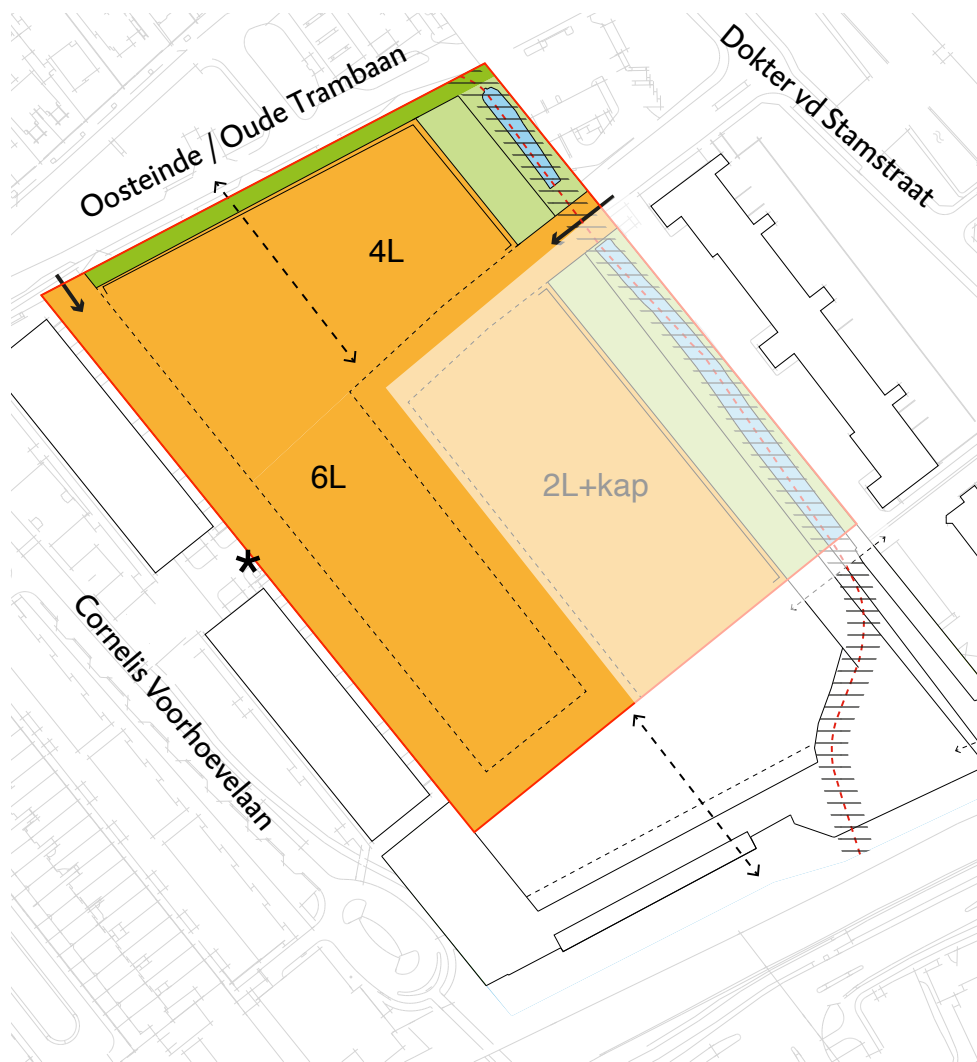 Oosteinde / Oude Trambaan
Dokter vd Stamstraat
4L
6L
2L+kap
*
Cornelis Voorhoevelaan